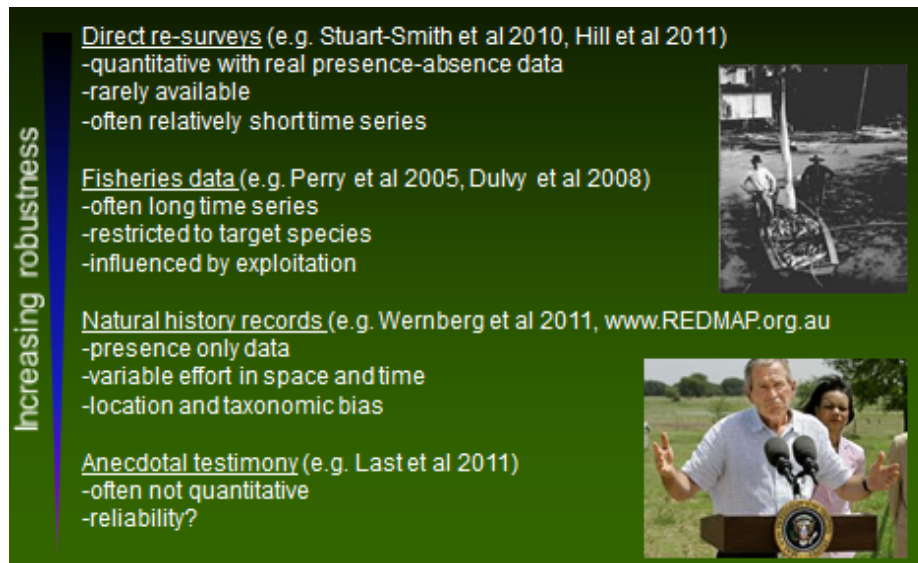 Direct re-surveys (e.g. Stuart-Smith et al 2010, Hill et al 2011)
-quantitative with real presence-absence data
-rarely available
-often relatively short time series
Fisheries data (e.g. Perry et al 2005, Dulvy et al 2008)
-often long time series
-restricted to target species
-influenced by exploitation
Natural history records (e.g. Wernberg et al 2011, www.REDMAP.org.au
-presence only data
-variable effort in space and time
-location and taxonomic bias
Anecdotal testimony (e.g. Last et al 2011)
-often not quantitative
-reliability?
Increasing robustness